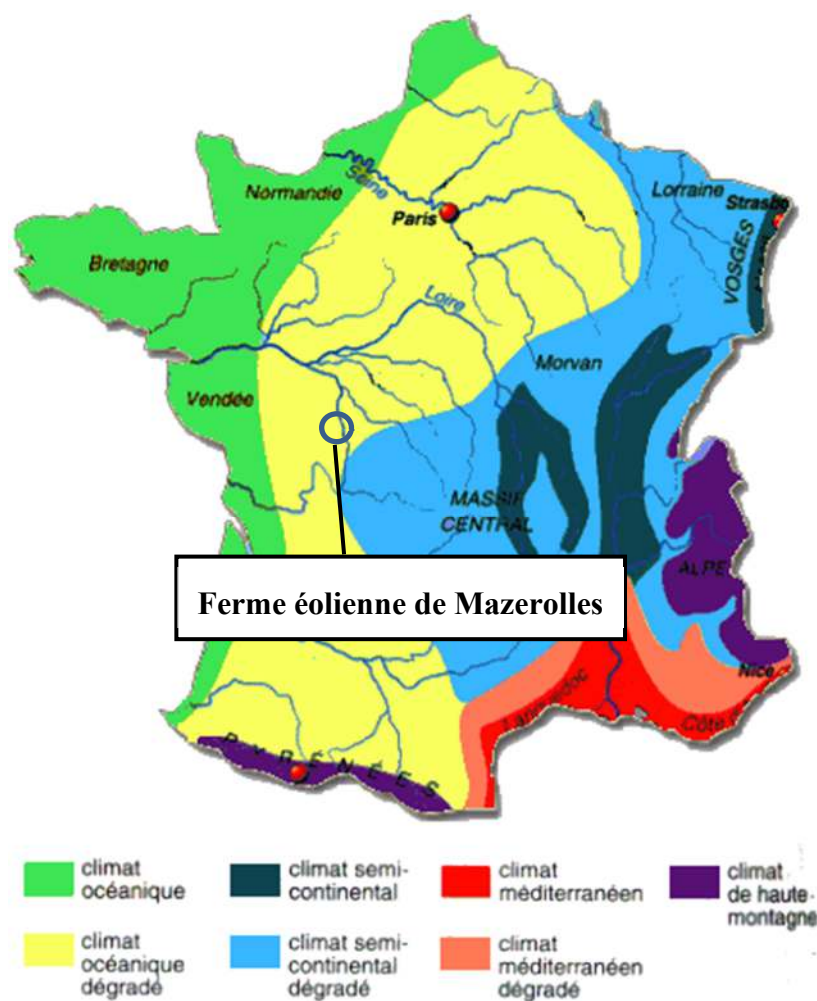 Normandie
Seine
Paris
Lorraine
Strasbo
VOSGES
Bretagne
Loire
Morvan
Vendée
MASSIF
CENTRAL
ALPE
Ferme éolienne de Mazerolles
Nice
Languedoc
Côte
PYRÉNÉES
climat
océanique
climat semi-
continental
climat
méditerranéen
climat
de haute-
montagne
climat
océanique
dégradé
climat semi-
continental
dégradé
climat
méditerranéen
dégradé